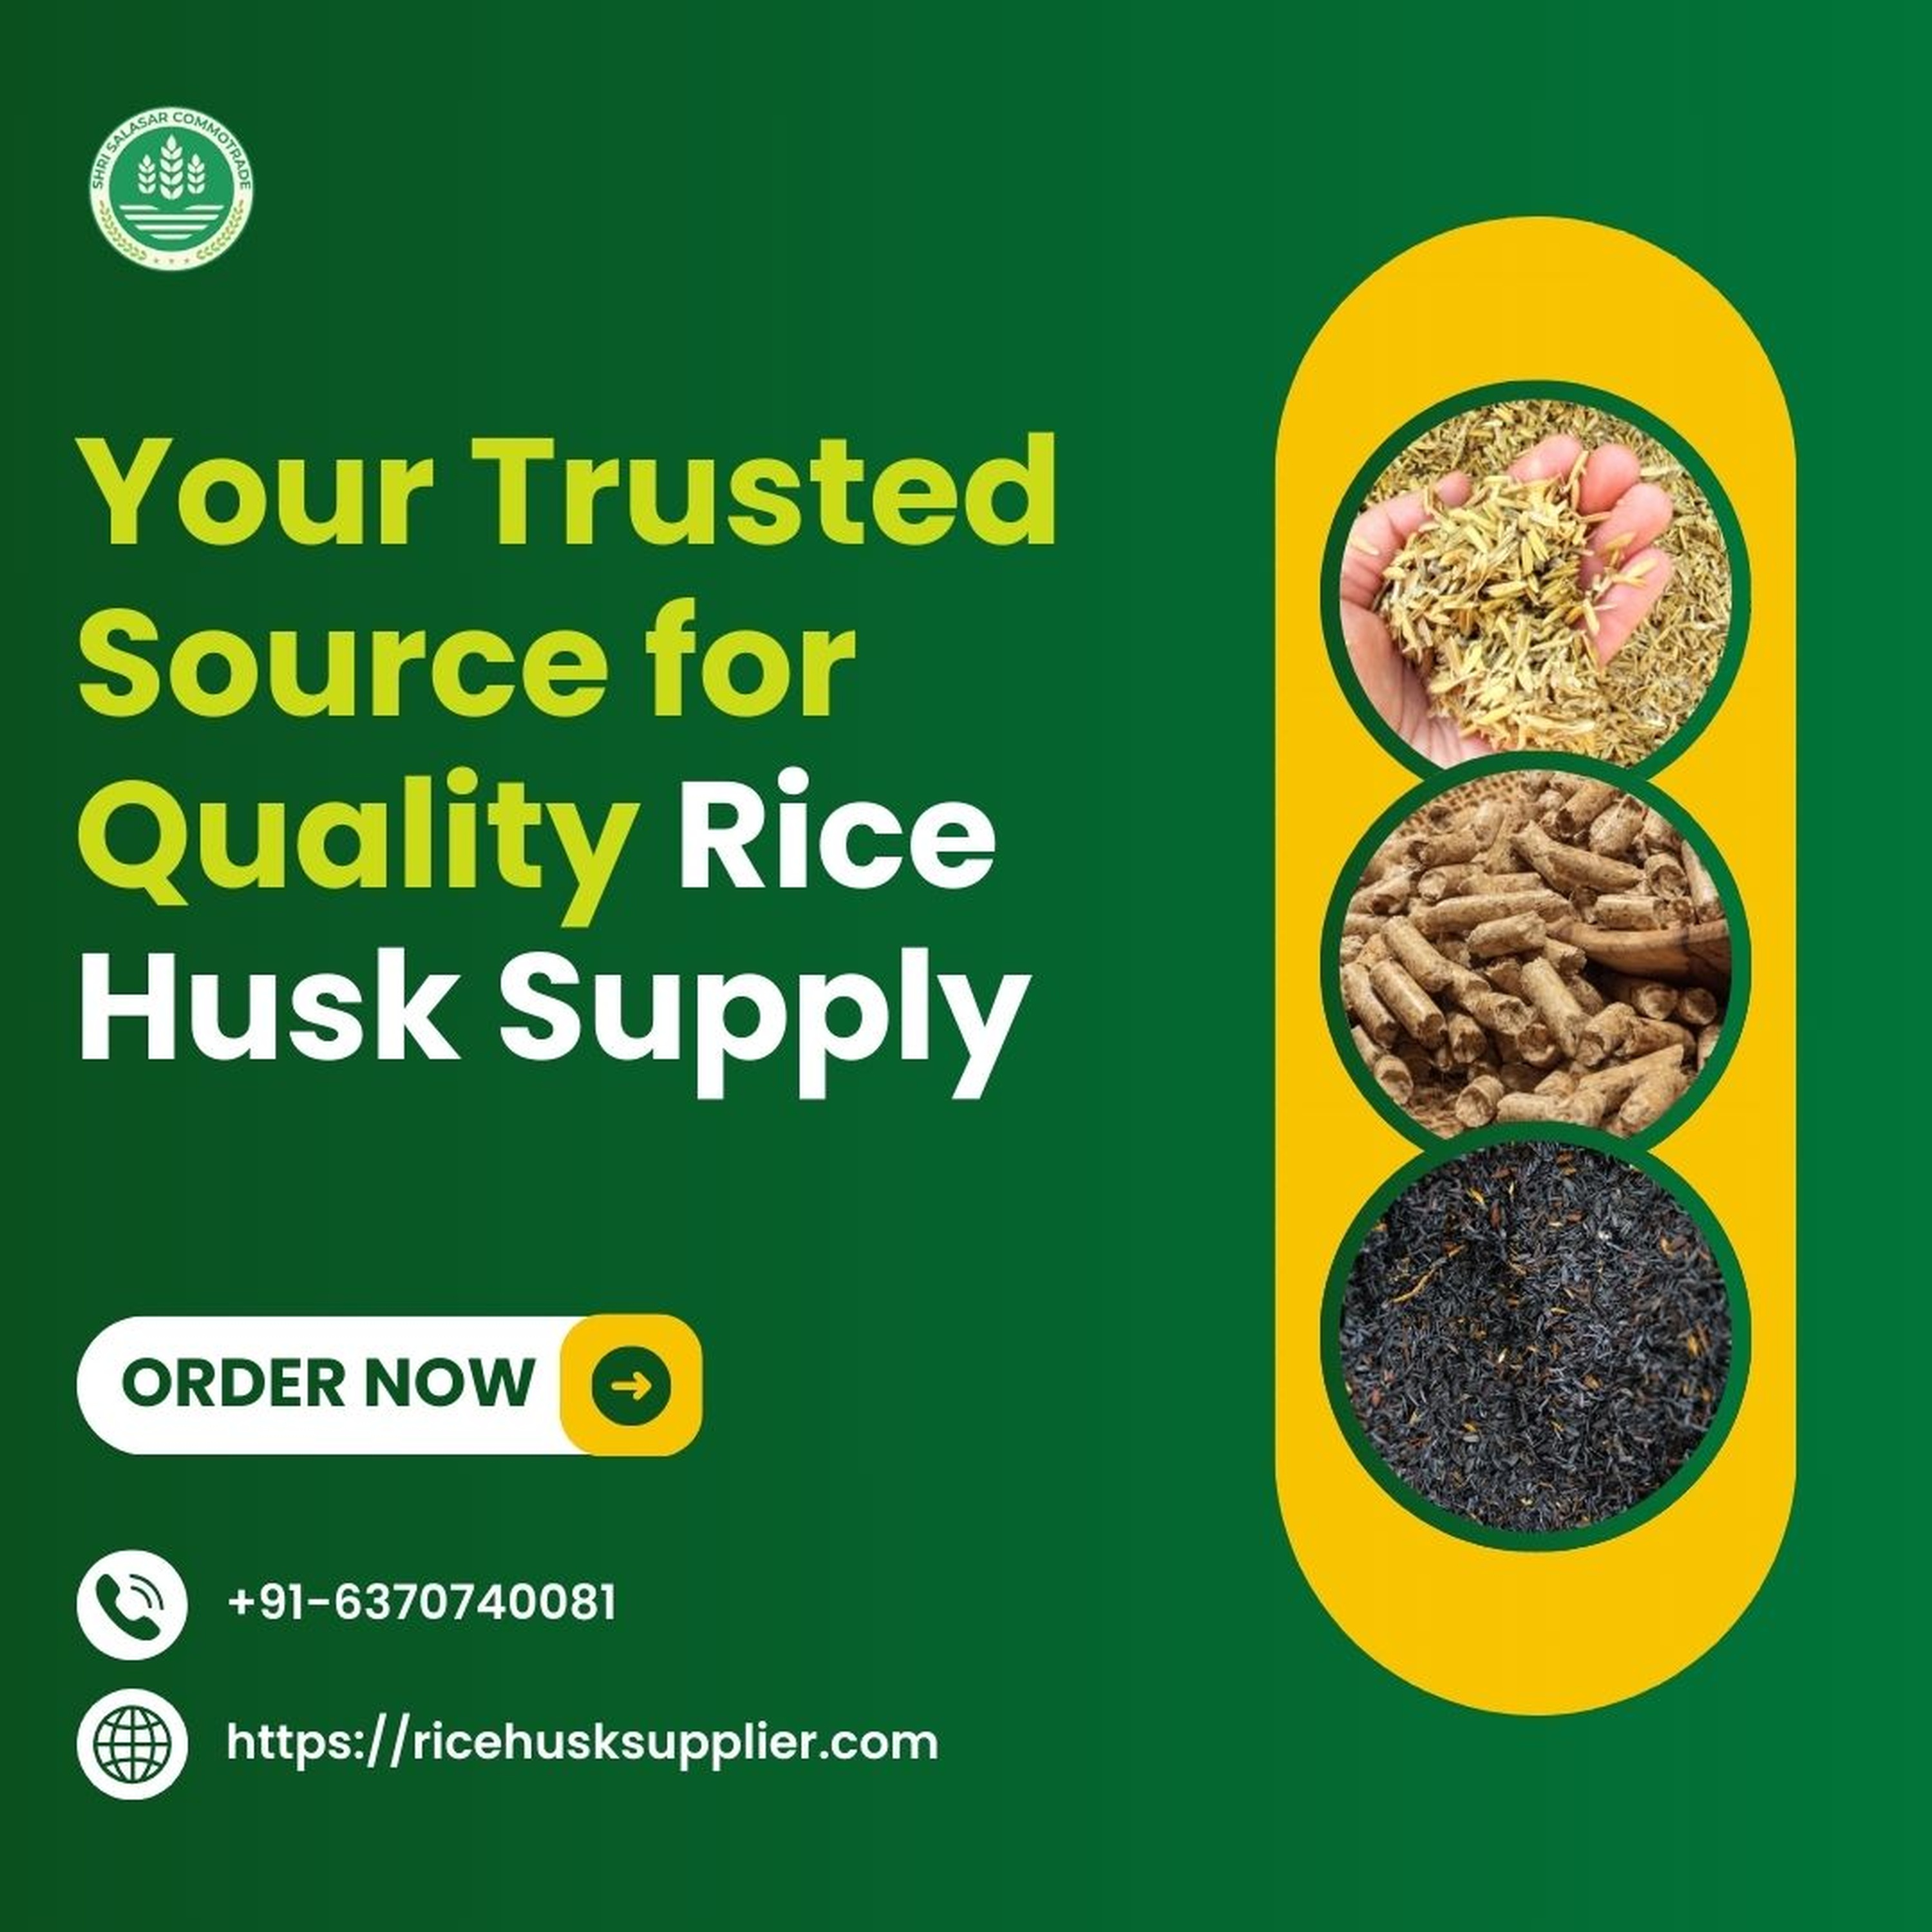 SHRI SALASAR COMMOTRADE
Your Trusted
Source for
Quality Rice
Husk Supply
ORDER NOW
+91-6370740081
https://ricehusksupplier.com